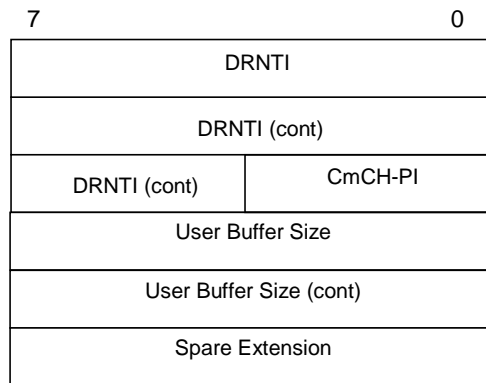 7 0
DRNTI
DRNTI (cont)
DRNTI (cont) CmCH-PI
User Buffer Size
User Buffer Size (cont)
Spare Extension